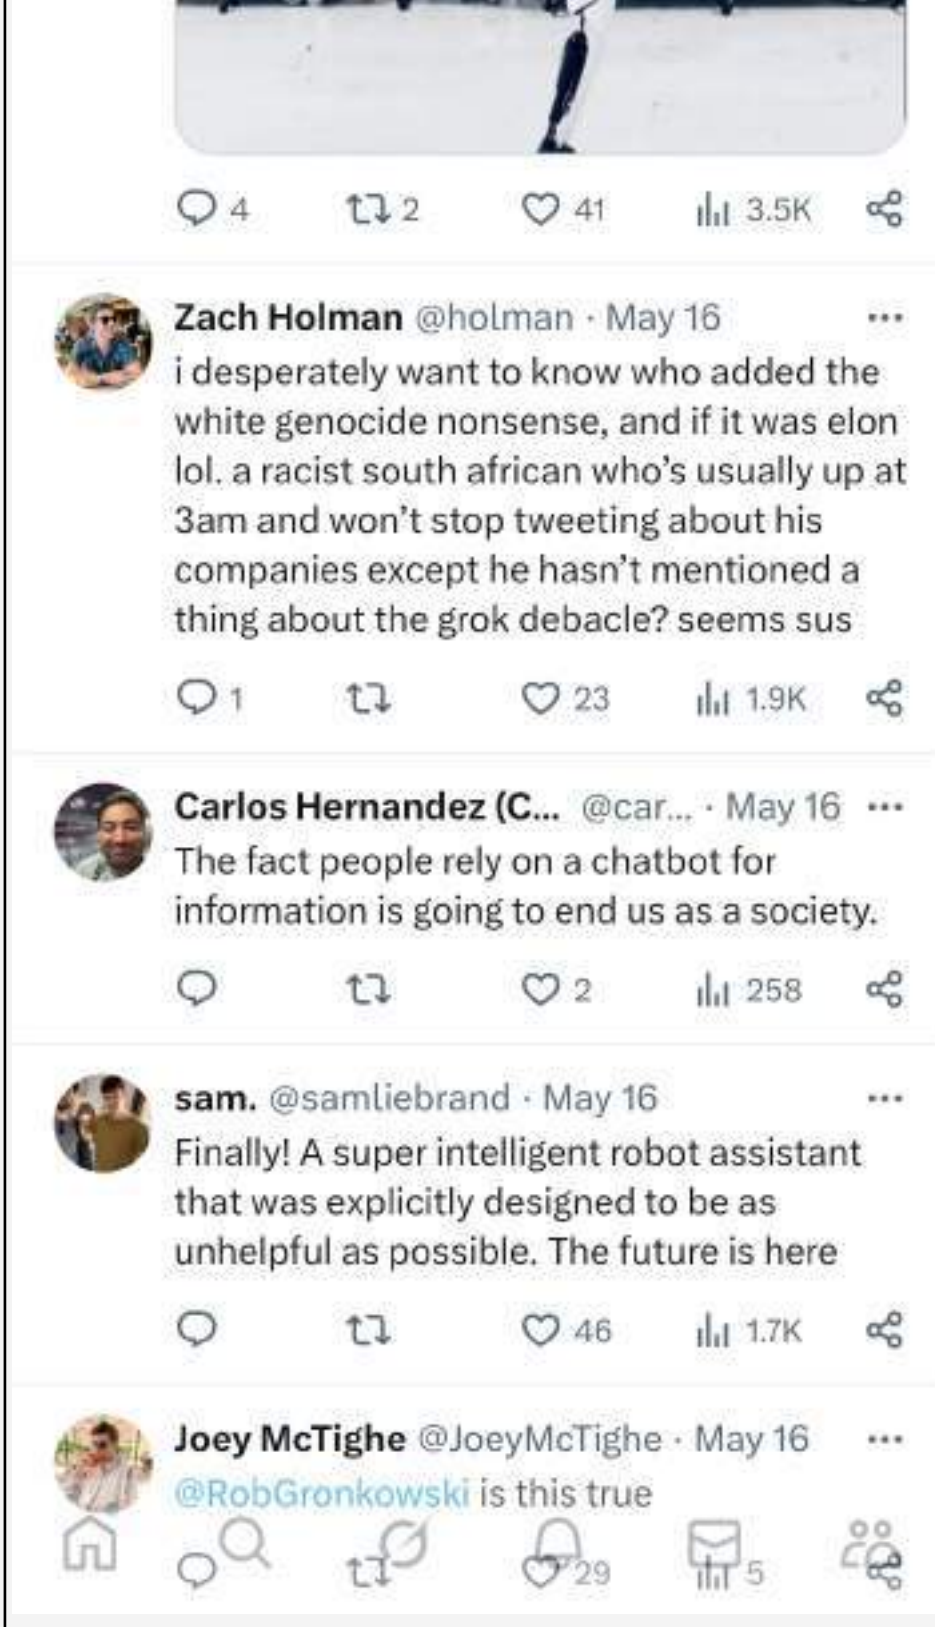 4 2 41 3.5K
Zach Holman @holman · May 16
i desperately want to know who added the
white genocide nonsense, and if it was elon
lol. a racist south african who's usually up at
3am and won't stop tweeting about his
companies except he hasn't mentioned a
thing about the grok debacle? seems sus
1 23 1.9K
Carlos Hernandez (C... @car... · May 16
The fact people rely on a chatbot for
information is going to end us as a society.
2 258
sam. @samliebrand · May 16
Finally! A super intelligent robot assistant
that was explicitly designed to be as
unhelpful as possible. The future is here
46 1.7K
Joey McTighe @JoeyMcTighe · May 16
@RobGronkowski is this true
29 5